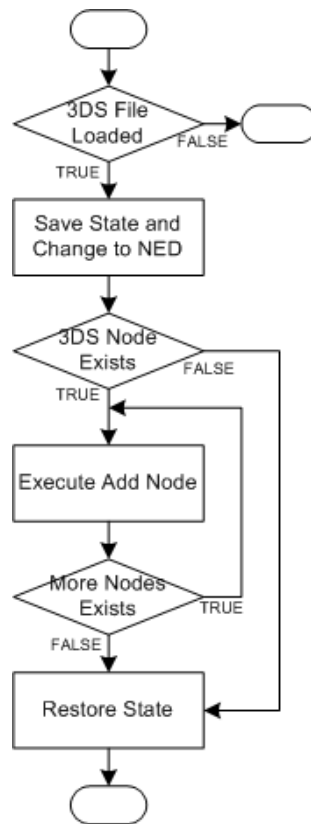 3DS File
Loaded
FALSE
TRUE
Save State and
Change to NED
3DS Node
Exists
FALSE
TRUE
Execute Add Node
More Nodes
Exists
TRUE
FALSE
Restore State